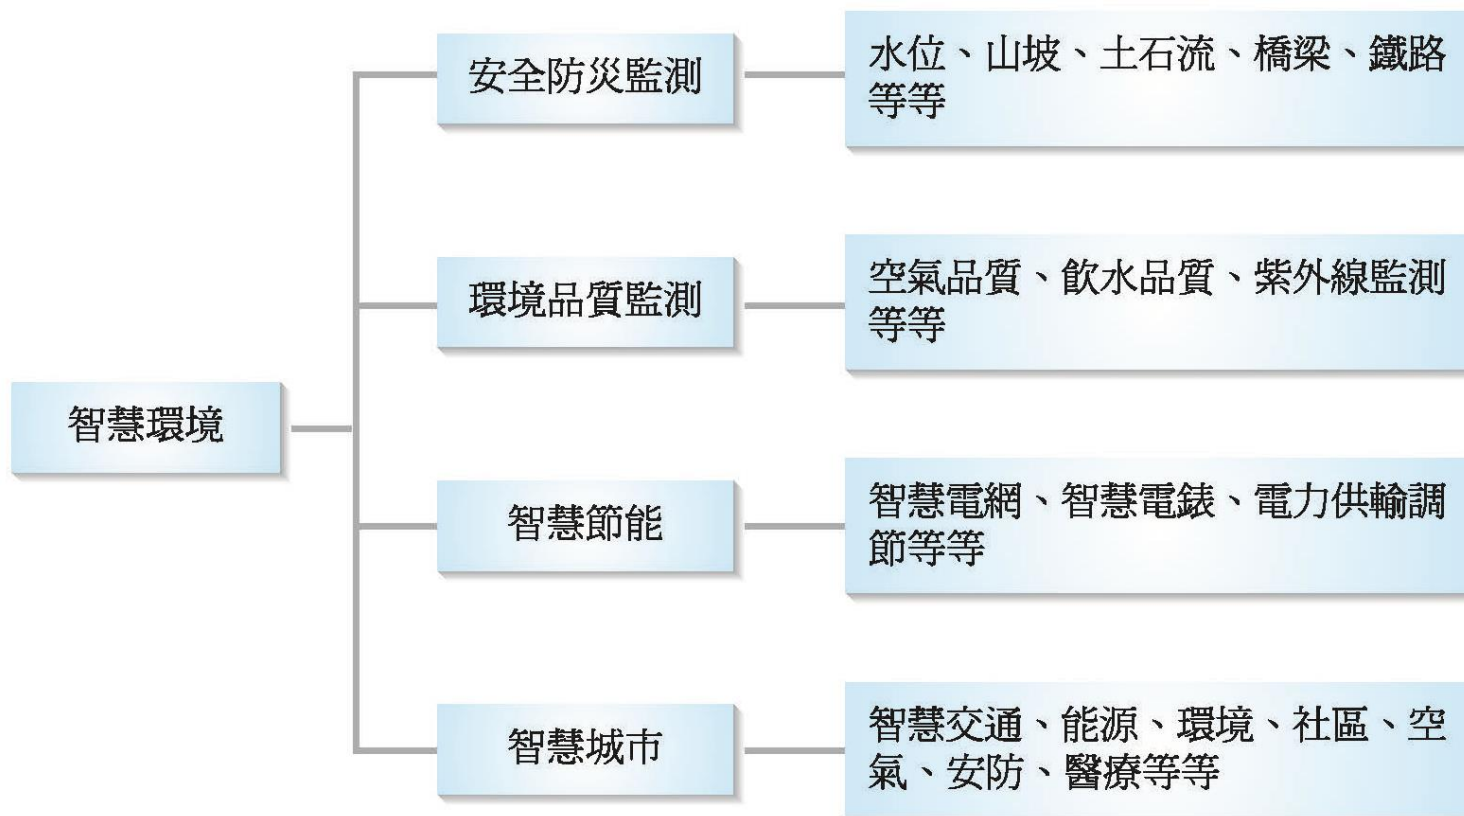 安全防災監測
水位、山坡、土石流、橋梁、鐵路
等等
環境品質監測
空氣品質、飲水品質、紫外線監測
等等
智慧環境
智慧節能
智慧電網、智慧電錶、電力供輸調
節等等
智慧城市
智慧交通、能源、環境、社區、空
氣、安防、醫療等等